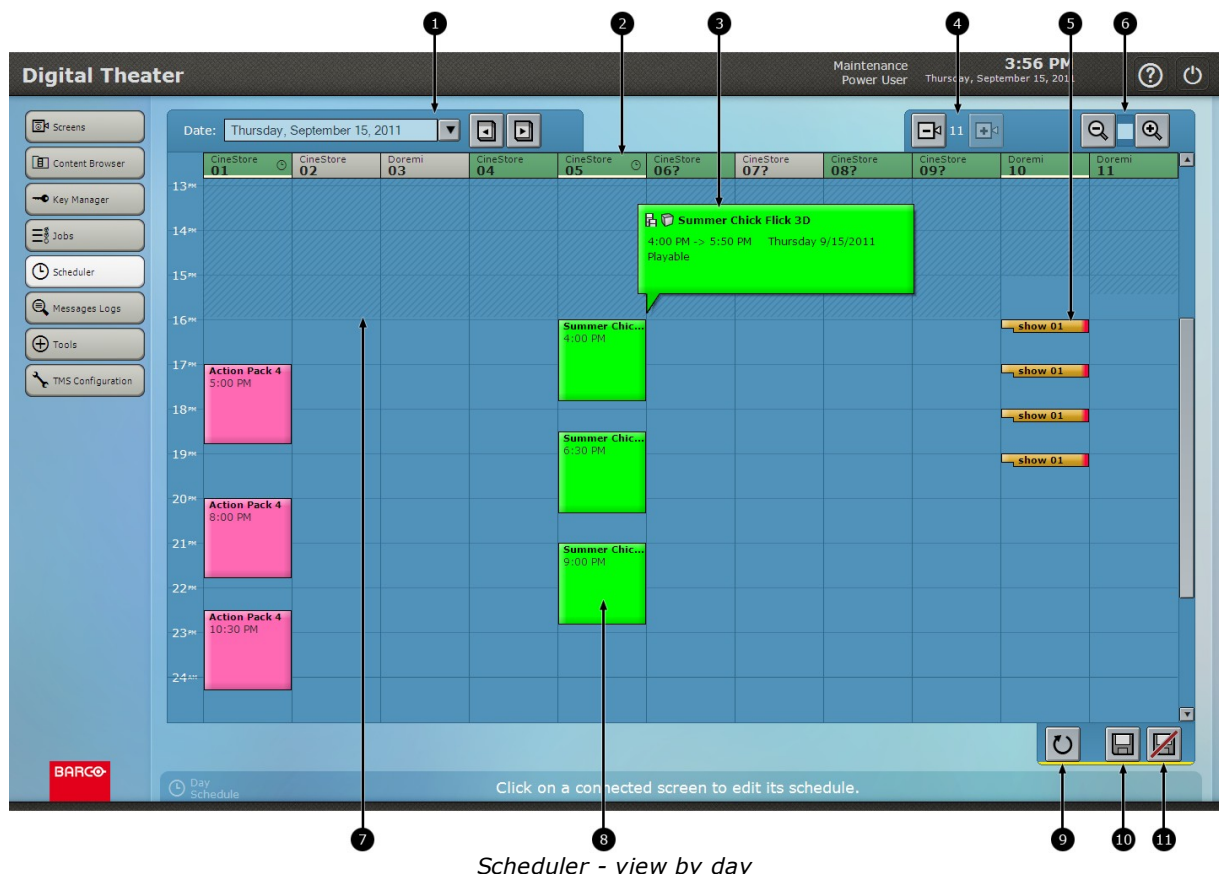 1 2 3 4 5 6
Digital Theater
Maintenance
Power User
3:56 PM
Thursday, September 15, 2011
Screens
Content Browser
Key Manager
Jobs
Scheduler
Messages Logs
Tools
TMS Configuration
Date: Thursday, September 15, 2011
11
CineStore 01
CineStore 02
Doremi 03
CineStore 04
CineStore 05
CineStore 06?
CineStore 07?
CineStore 08?
CineStore 09?
Doremi 10
Doremi 11
13PM
14PM
15PM
16PM
17PM
18PM
19PM
20PM
21PM
22PM
23PM
24AM
Summer Chick Flick 3D
4:00 PM -> 5:50 PM Thursday 9/15/2011
Playable
Action Pack 4
5:00 PM
Action Pack 4
8:00 PM
Action Pack 4
10:30 PM
Summer Chic...
4:00 PM
Summer Chic...
6:30 PM
Summer Chic...
9:00 PM
show 01
show 01
show 01
show 01
BARCO
Day
Schedule
Click on a connected screen to edit its schedule.
7 8 9 10 11
Scheduler - view by day